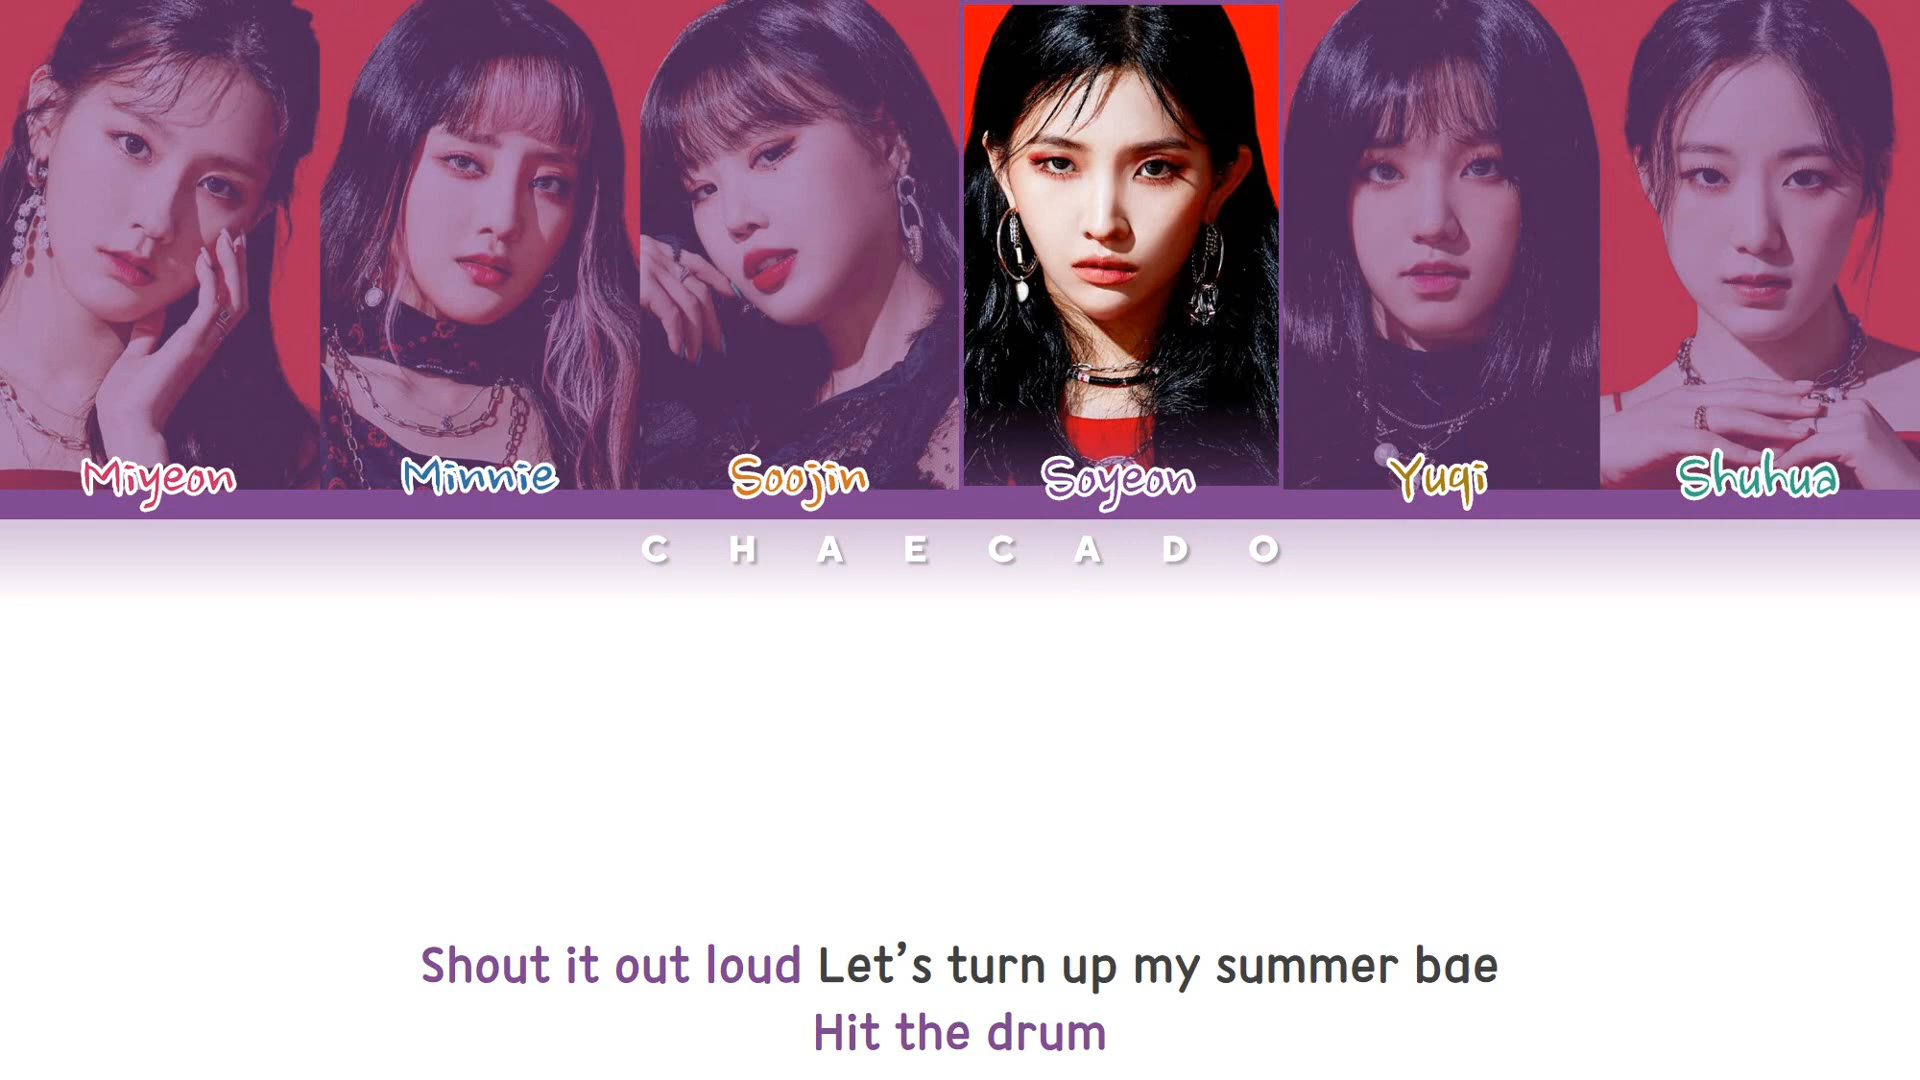 Miyeon Minnie Soojin Soyeon Yuqi Shuhua
CHAECADO
Shout it out loud Let's turn up my summer bae
Hit the drum